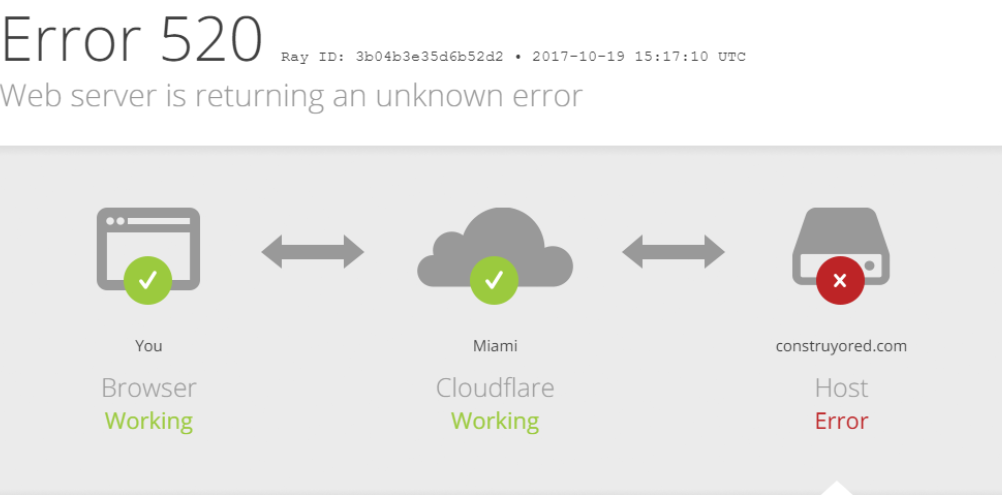 Error 520 Ray ID: 3b04b3e35d6b52d2 • 2017-10-19 15:17:10 UTC
Web server is returning an unknown error
You
Browser
Working
Miami
Cloudflare
Working
construyored.com
Host
Error